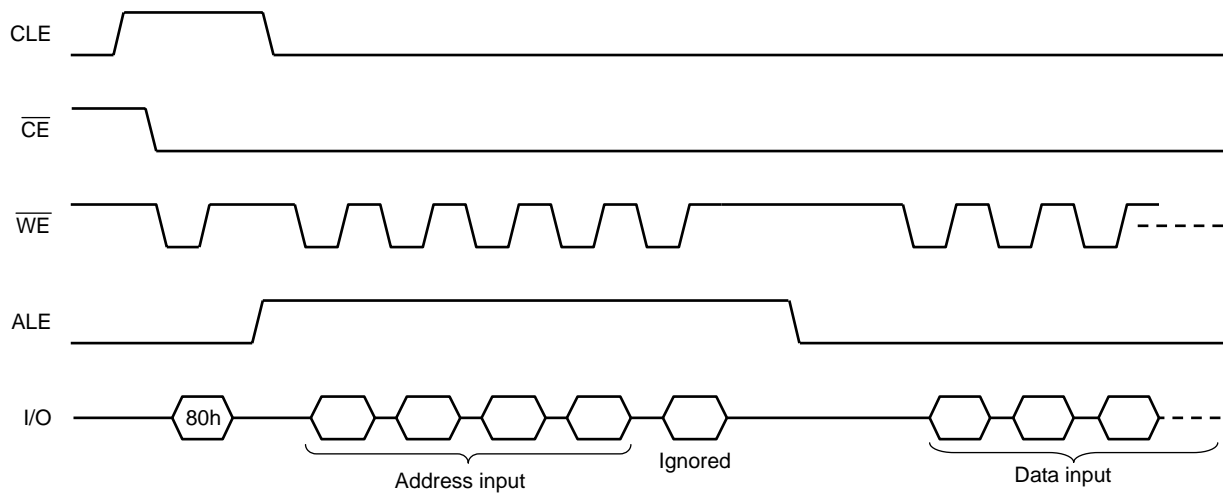 CLE
CE
WE
ALE
I/O
80h
Address input
Ignored
Data input